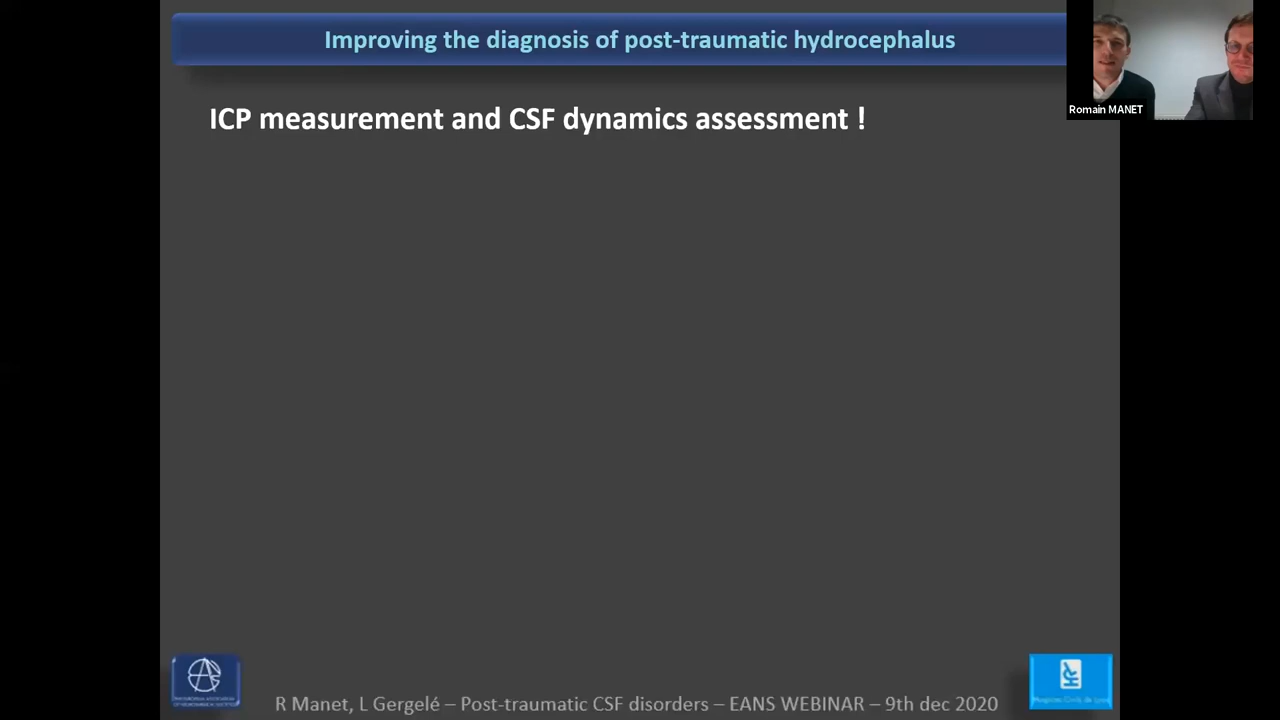 Improving the diagnosis of post-traumatic hydrocephalus
Romain MANET
ICP measurement and CSF dynamics assessment !
R Manet, L Gergelé – Post-traumatic CSF disorders – EANS WEBINAR – 9th dec 2020